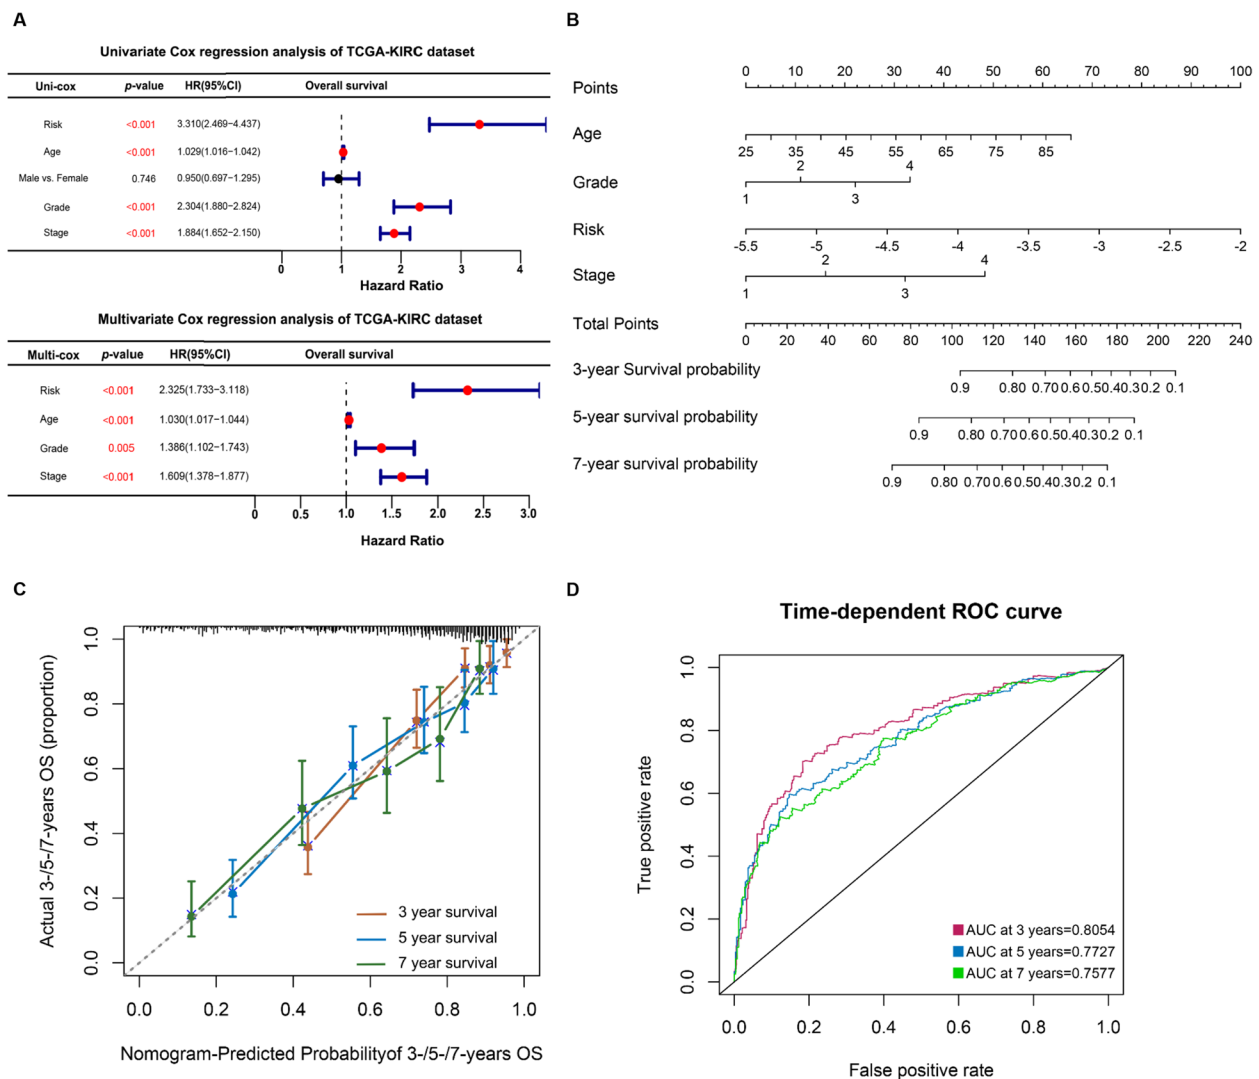 A
Univariate Cox regression analysis of TCGA-KIRC dataset
Uni-cox p-value HR(95%CI) Overall survival
Risk <0.001 3.310(2.469−4.437)
Age <0.001 1.029(1.016−1.042)
Male vs. Female 0.746 0.950(0.697−1.295)
Grade <0.001 2.304(1.880−2.824)
Stage <0.001 1.884(1.652−2.150)
0 1 2 3 4
Hazard Ratio
Multivariate Cox regression analysis of TCGA-KIRC dataset
Multi-cox p-value HR(95%CI) Overall survival
Risk <0.001 2.325(1.733−3.118)
Age <0.001 1.030(1.017−1.044)
Grade 0.005 1.386(1.102−1.743)
Stage <0.001 1.609(1.378−1.877)
0 0.5 1.0 1.5 2.0 2.5 3.0
Hazard Ratio
B
0 10 20 30 40 50 60 70 80 90 100
Points
Age
25 35 45 55 65 75 85
2 4
Grade
1 3
Risk
-5.5 -5 -4.5 -4 -3.5 -3 -2.5 -2
2 4
Stage
1 3
Total Points
0 20 40 60 80 100 120 140 160 180 200 220 240
3-year Survival probability
0.9 0.80 0.70 0.6 0.50.40.30.2 0.1
5-year survival probability
0.9 0.80 0.70 0.6 0.50.40.30.2 0.1
7-year survival probability
0.9 0.80 0.70 0.6 0.50.40.30.2 0.1
C
Actual 3-/5-/7-years OS (proportion)
1.0
0.8
0.6
0.4
0.2
0.0
3 year survival
5 year survival
7 year survival
0.0 0.2 0.4 0.6 0.8 1.0
Nomogram-Predicted Probabilityof 3-/5-/7-years OS
D
Time-dependent ROC curve
True positive rate
1.0
0.8
0.6
0.4
0.2
0.0
AUC at 3 years=0.8054
AUC at 5 years=0.7727
AUC at 7 years=0.7577
0.0 0.2 0.4 0.6 0.8 1.0
False positive rate